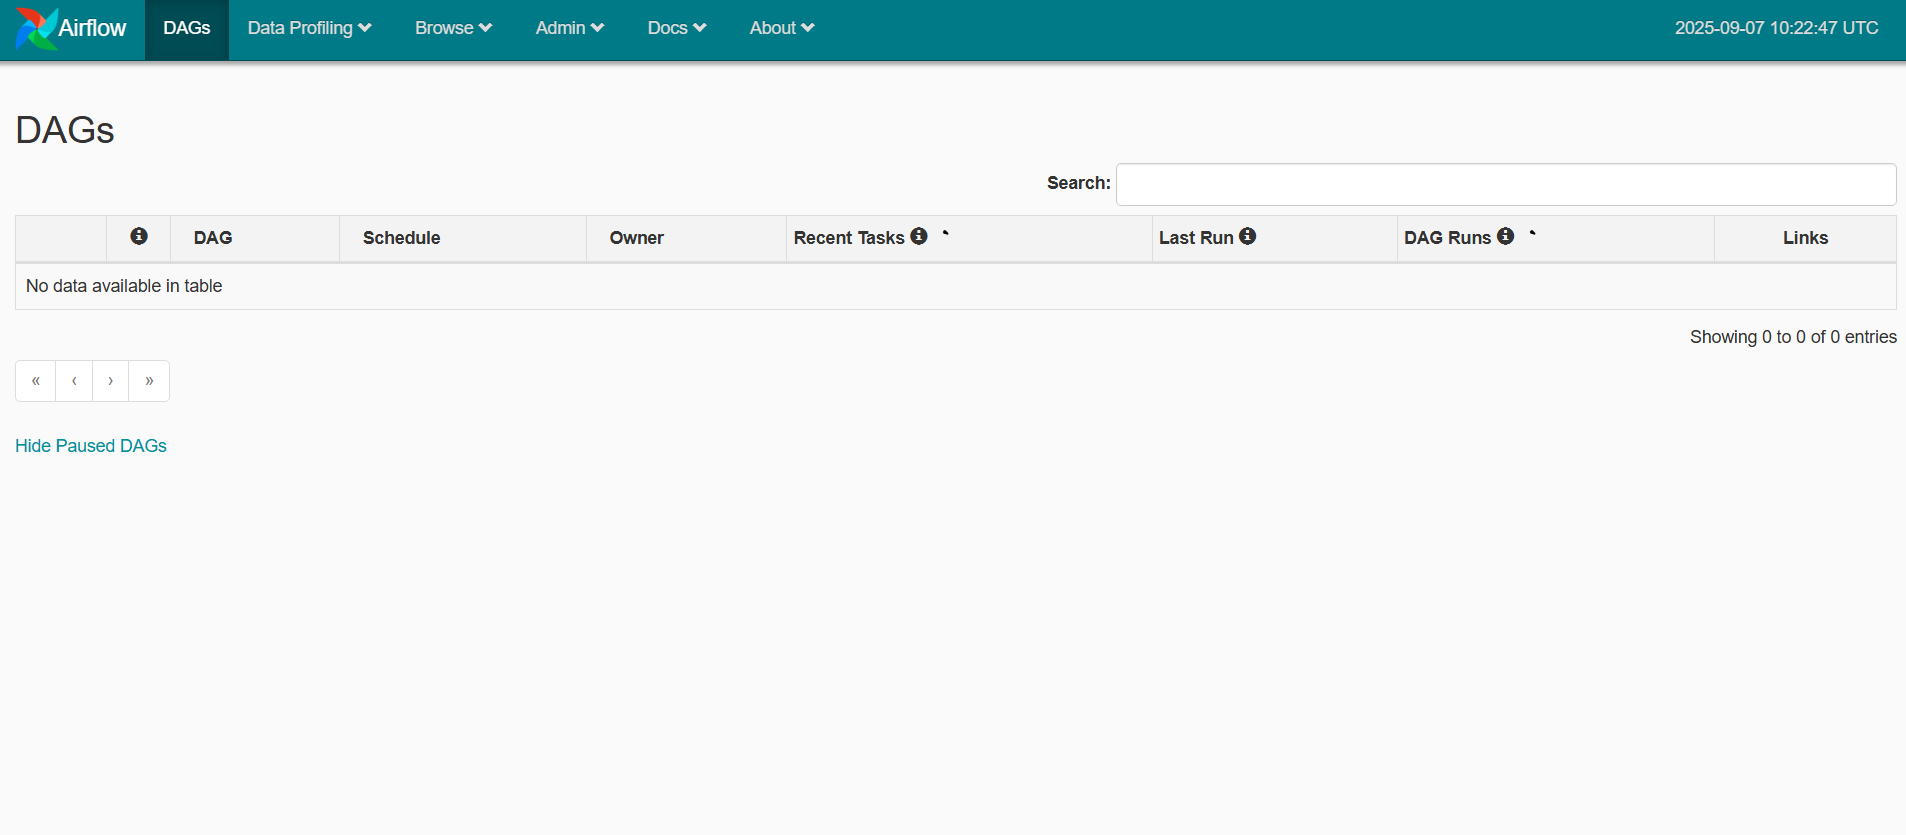 Airflow DAGs Data Profiling Browse Admin Docs About 2025-09-07 10:22:47 UTC
DAGs
Search:
DAG Schedule Owner Recent Tasks Last Run DAG Runs Links
No data available in table
Showing 0 to 0 of 0 entries
« ‹ › »
Hide Paused DAGs